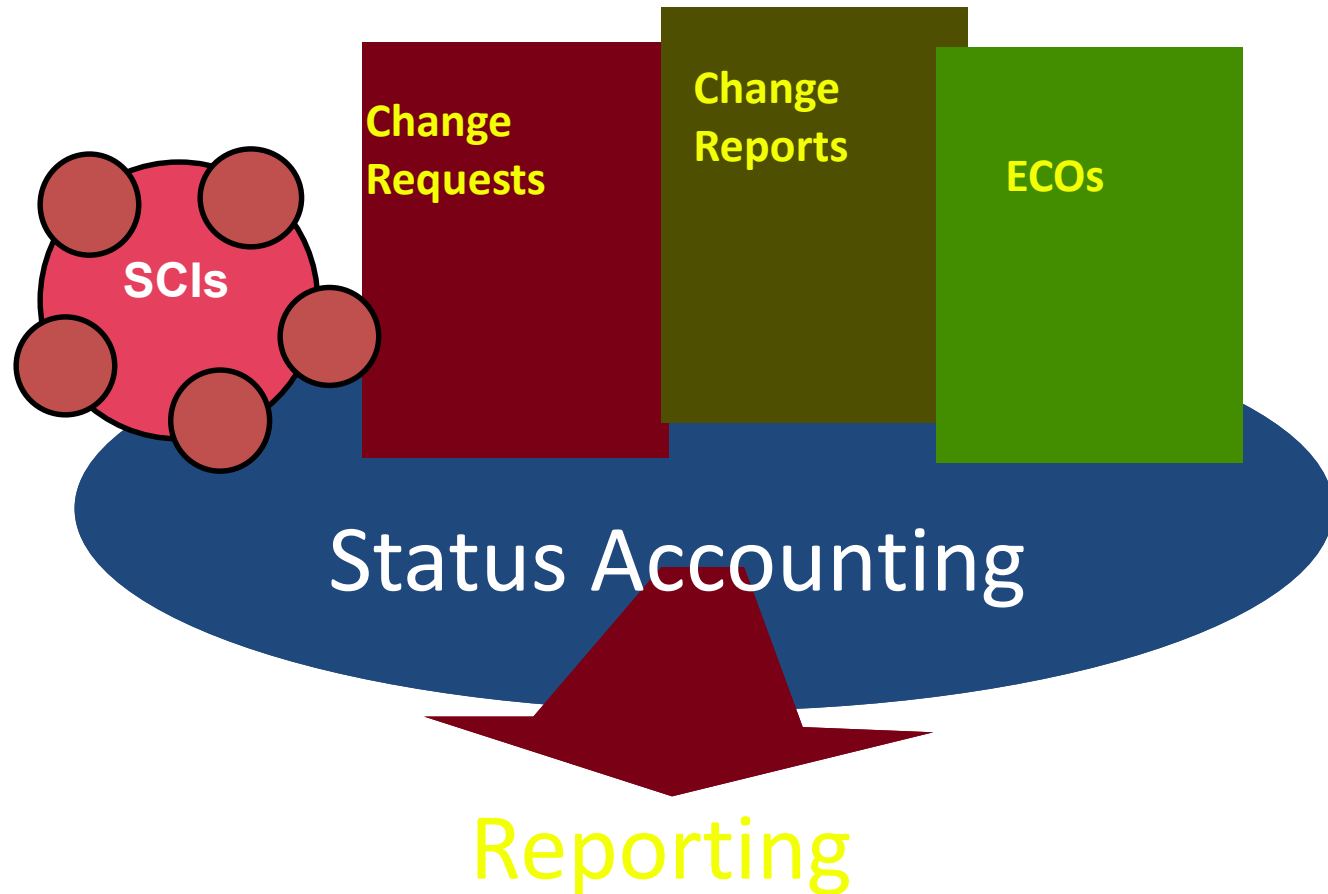 Change
Requests
Change
Reports
ECOs
SCIs
Status Accounting
Reporting